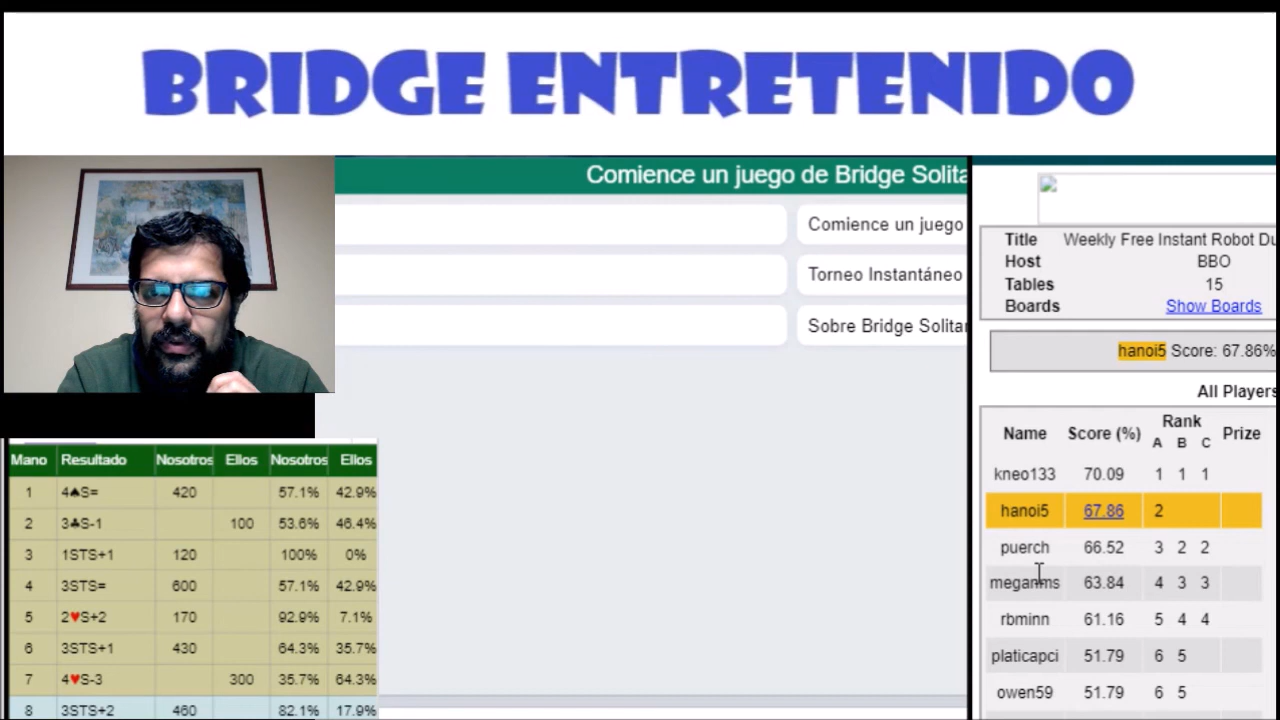 BRIDGE ENTRETENIDO
Comience un juego de Bridge Solita
Comience un juego
Torneo Instantáneo
Sobre Bridge Solitar
Title Weekly Free Instant Robot Du
Host BBO
Tables 15
Boards Show Boards
hanoi5 Score: 67.86%
All Players
Name Score (%) Rank Prize
A B C
kneo133 70.09 1 1 1
hanoi5 67.86 2
puerch 66.52 3 2 2
meganms 63.84 4 3 3
rbminn 61.16 5 4 4
platicapci 51.79 6 5
owen59 51.79 6 5
Mano Resultado Nosotros Ellos Nosotros Ellos
1 4♠S= 420 57.1% 42.9%
2 3♣S-1 100 53.6% 46.4%
3 1STS+1 120 100% 0%
4 3STS= 600 57.1% 42.9%
5 2♥S+2 170 92.9% 7.1%
6 3STS+1 430 64.3% 35.7%
7 4♥S-3 300 35.7% 64.3%
8 3STS+2 460 82.1% 17.9%